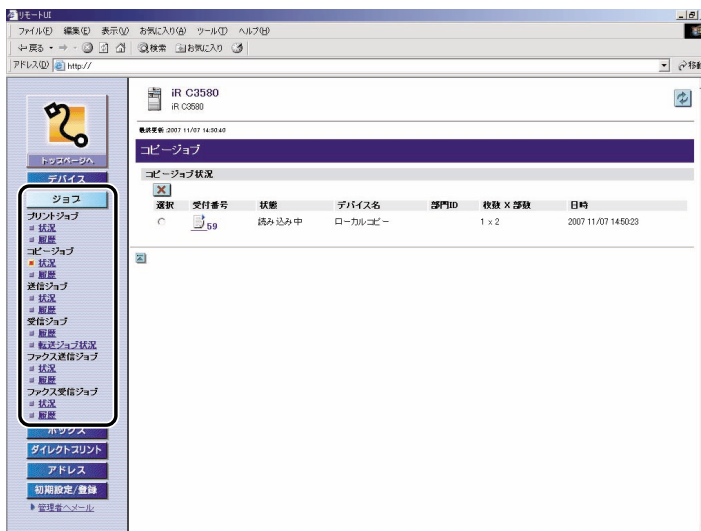 リモートUI
ファイル(F) 編集(E) 表示(V) お気に入り(A) ツール(T) ヘルプ(H)
戻る 検索 お気に入り
アドレス(D) http:// 移動
iR C3580
iR C3580
最終更新 :2007 11/07 14:50:40
トップページへ
デバイス
ジョブ
プリントジョブ
状況
履歴
コピージョブ
状況
履歴
送信ジョブ
状況
履歴
受信ジョブ
履歴
転送ジョブ状況
ファクス送信ジョブ
状況
履歴
ファクス受信ジョブ
状況
履歴
ボックス
ダイレクトプリント
アドレス
初期設定/登録
管理者へメール
コピージョブ
コピージョブ状況
選択 受付番号 状態 デバイス名 部門ID 枚数 X 部数 日時
59 読み込み中 ローカルコピー 1 x 2 2007 11/07 14:50:23